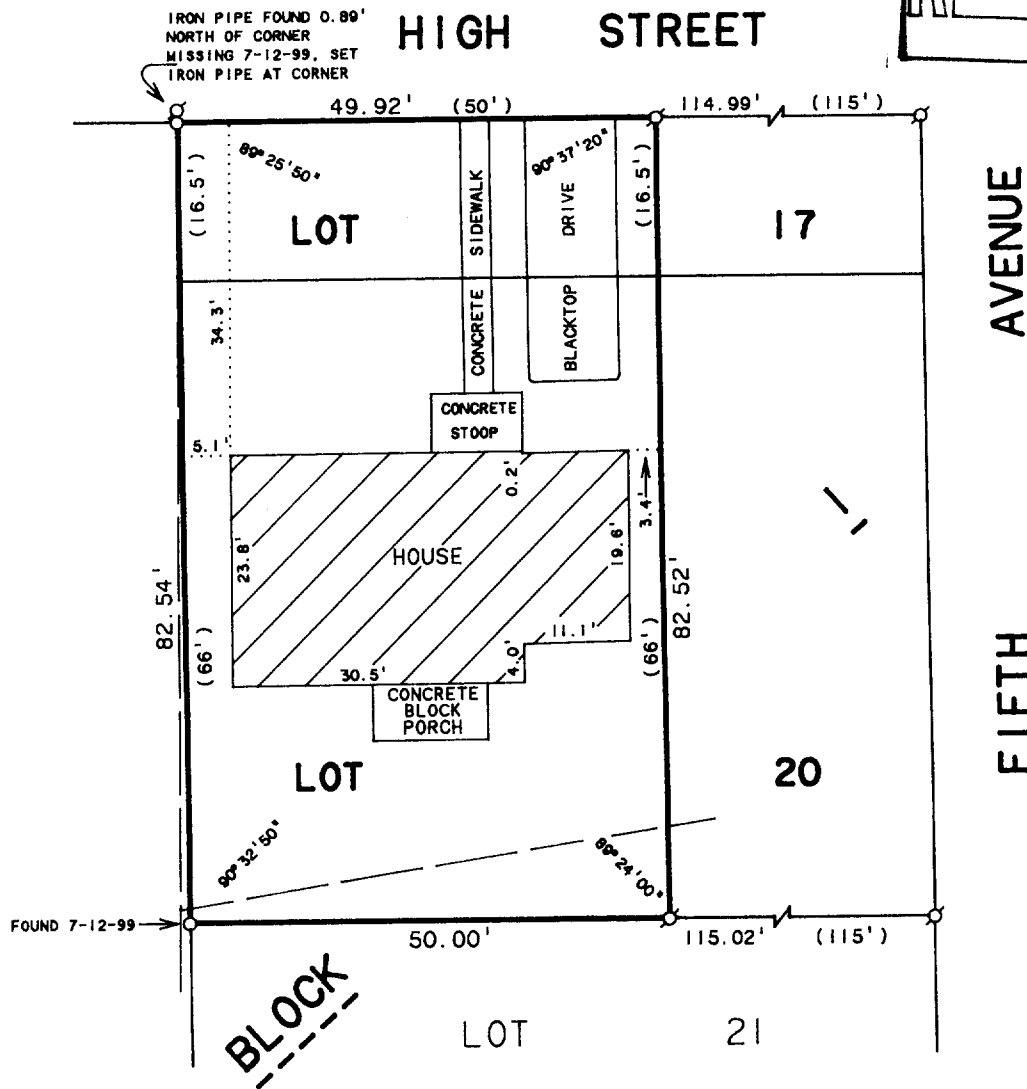 IRON PIPE FOUND 0.89'
NORTH OF CORNER
MISSING 7-12-99, SET
IRON PIPE AT CORNER
HIGH STREET
49.92' (50')
114.99' (115')
89°25'50"
90°37'20"
(16.5')
(16.5')
LOT 17
CONCRETE SIDEWALK
BLACKTOP DRIVE
AVENUE
34.3'
CONCRETE
STOOP
5.1'
0.2'
3.4'
HOUSE
23.8'
19.6'
82.54'
(66')
82.52'
(66')
11.1'
4.0'
30.5'
CONCRETE
BLOCK
PORCH
FIFTH
LOT 20
90°32'50"
89°24'00"
FOUND 7-12-99
50.00'
115.02' (115')
BLOCK
LOT 21